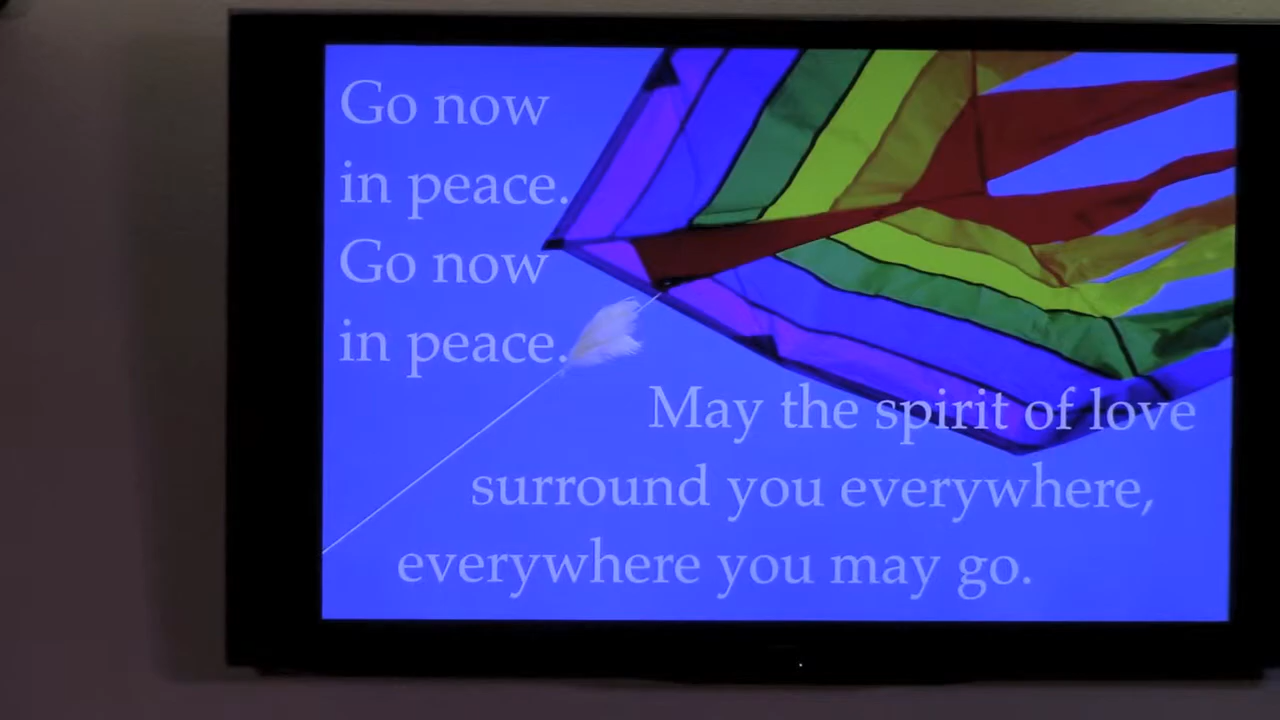 Go now
in peace.
Go now
in peace.
May the spirit of love
surround you everywhere,
everywhere you may go.